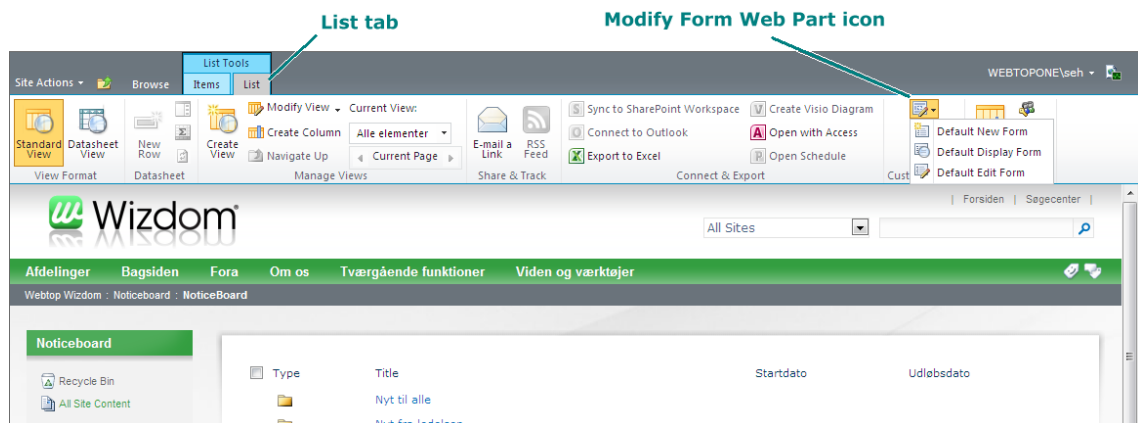 List tab
Modify Form Web Part icon
List Tools
Site Actions
Browse
Items
List
WEBTOPONE\seh
Standard View
Datasheet View
View Format
New Row
Datasheet
Create View
Modify View
Create Column
Navigate Up
Current View:
Alle elementer
Current Page
Manage Views
E-mail a Link
RSS Feed
Share & Track
Sync to SharePoint Workspace
Connect to Outlook
Export to Excel
Create Visio Diagram
Open with Access
Open Schedule
Connect & Export
Default New Form
Default Display Form
Default Edit Form
Cust
Wizdom
| Forsiden | Søgecenter |
All Sites
Afdelinger Bagsiden Fora Om os Tværgående funktioner Viden og værktøjer
Webtop Wizdom : Noticeboard : NoticeBoard
Noticeboard
Recycle Bin
All Site Content
Type Title Startdato Udløbsdato
Nyt til alle
Nyt fra ledelsen